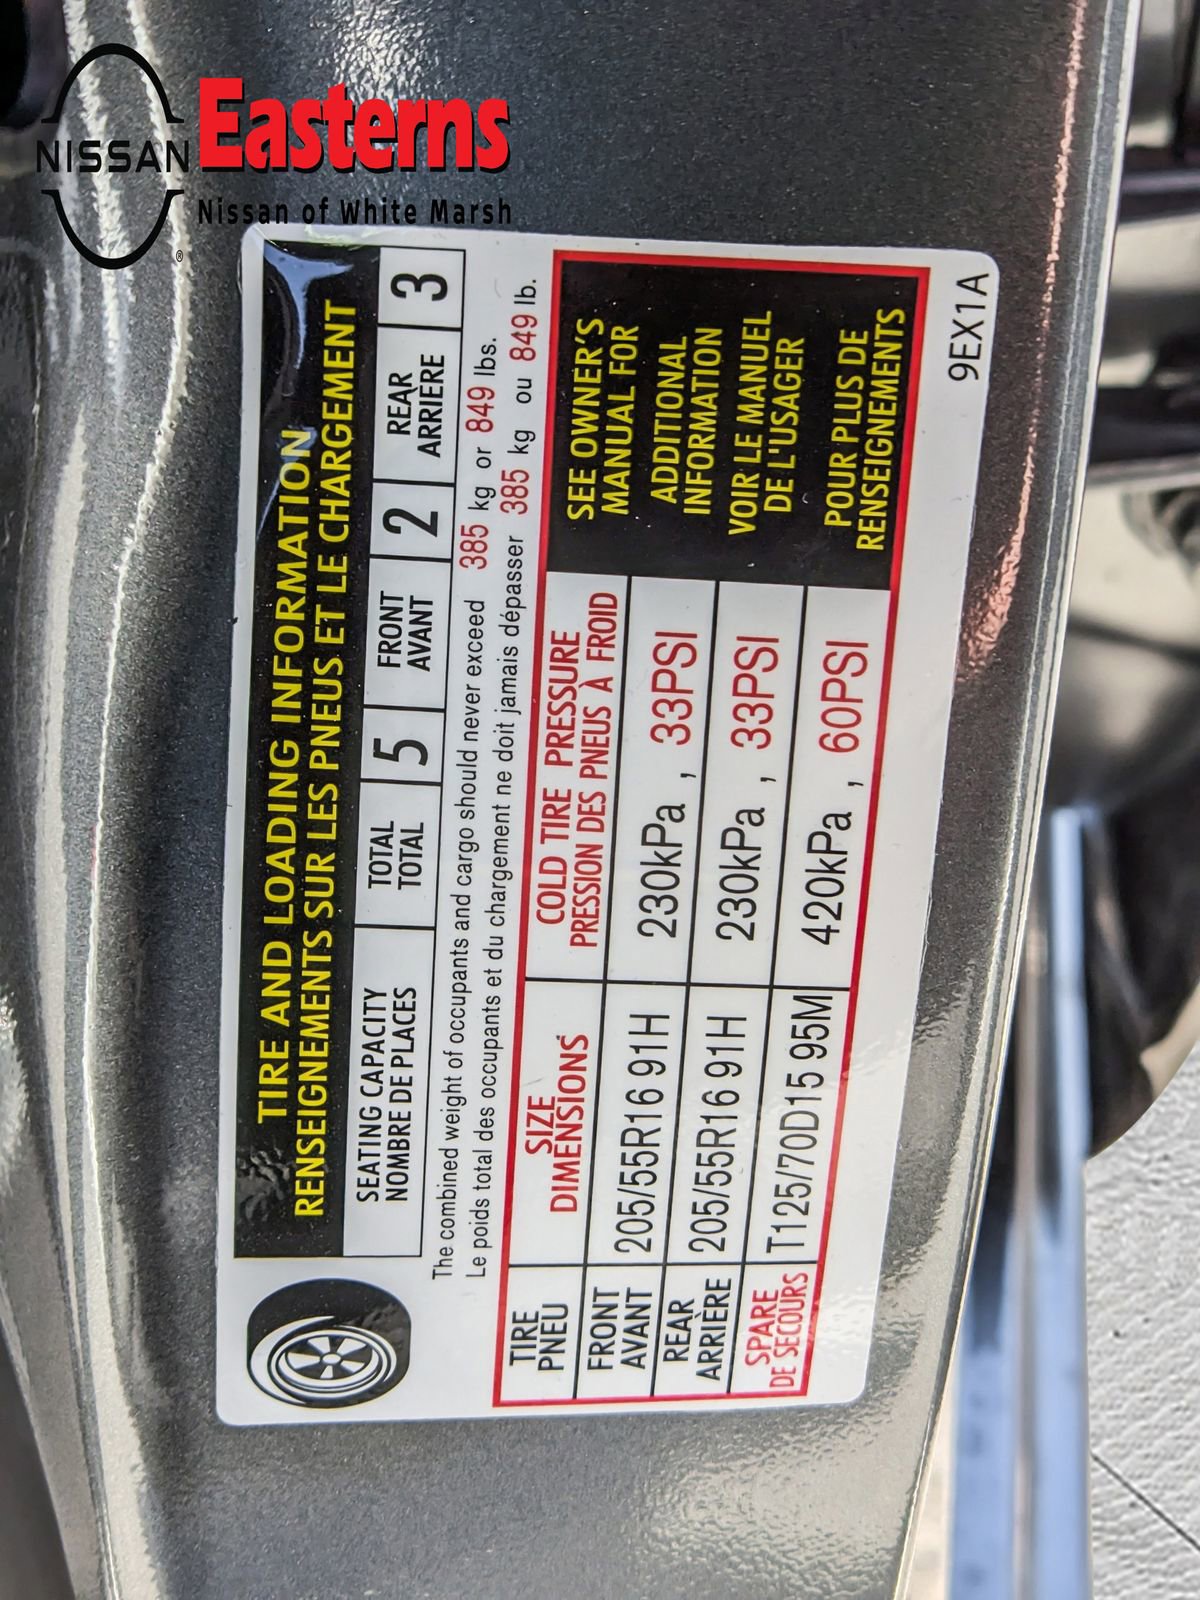 NISSAN
®
Easterns
Nissan of White Marsh
TIRE AND LOADING INFORMATION
RENSEIGNEMENTS SUR LES PNEUS ET LE CHARGEMENT
SEATING CAPACITY
NOMBRE DE PLACES
TOTAL
TOTAL
5
FRONT
AVANT
2
REAR
ARRIÈRE
3
The combined weight of occupants and cargo should never exceed 385 kg or 849 lbs.
Le poids total des occupants et du chargement ne doit jamais dépasser 385 kg ou 849 lb.
TIRE
PNEU
SIZE
DIMENSIONS
COLD TIRE PRESSURE
PRESSION DES PNEUS À FROID
FRONT
AVANT
205/55R16 91H
230kPa , 33PSI
REAR
ARRIÈRE
205/55R16 91H
230kPa , 33PSI
SPARE
DE SECOURS
T125/70D15 95M
420kPa , 60PSI
SEE OWNER'S
MANUAL FOR
ADDITIONAL
INFORMATION
VOIR LE MANUEL
DE L'USAGER
POUR PLUS DE
RENSEIGNEMENTS
9EX1A